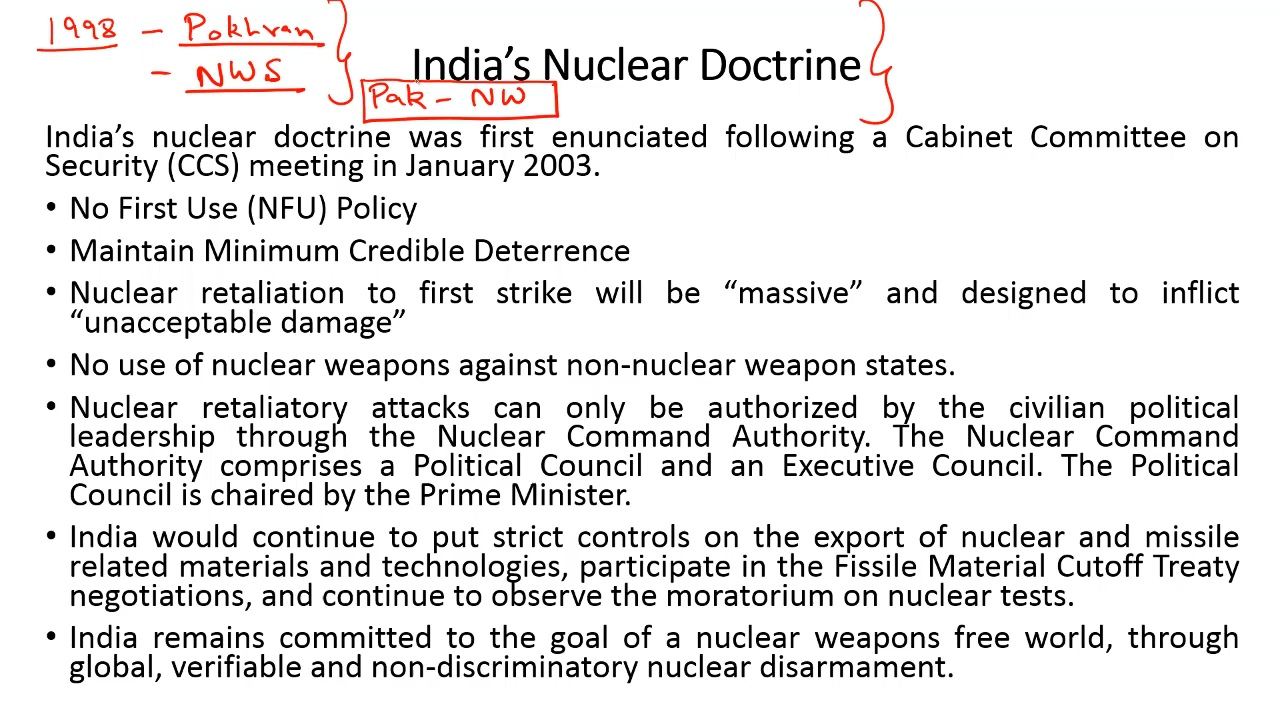 1998 - Pokhran
- NWS
India’s Nuclear Doctrine
Pak - NW
India’s nuclear doctrine was first enunciated following a Cabinet Committee on
Security (CCS) meeting in January 2003.
• No First Use (NFU) Policy
• Maintain Minimum Credible Deterrence
• Nuclear retaliation to first strike will be “massive” and designed to inflict
“unacceptable damage”
• No use of nuclear weapons against non-nuclear weapon states.
• Nuclear retaliatory attacks can only be authorized by the civilian political
leadership through the Nuclear Command Authority. The Nuclear Command
Authority comprises a Political Council and an Executive Council. The Political
Council is chaired by the Prime Minister.
• India would continue to put strict controls on the export of nuclear and missile
related materials and technologies, participate in the Fissile Material Cutoff Treaty
negotiations, and continue to observe the moratorium on nuclear tests.
• India remains committed to the goal of a nuclear weapons free world, through
global, verifiable and non-discriminatory nuclear disarmament.